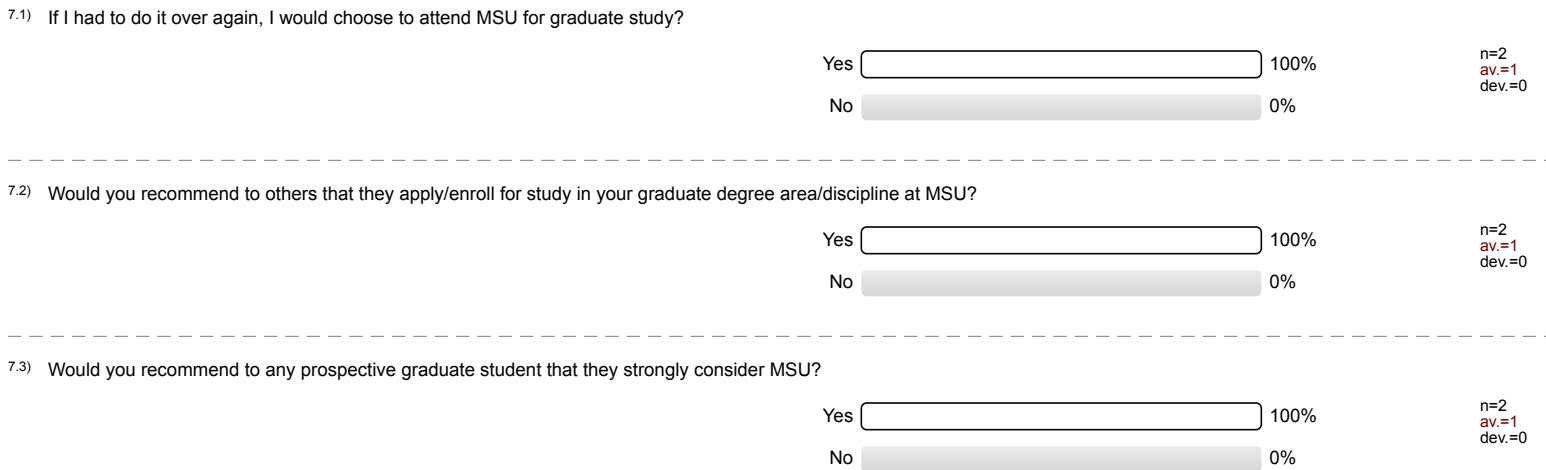 7.1) If I had to do it over again, I would choose to attend MSU for graduate study?
Yes 100%
No 0%
n=2
av.=1
dev.=0
7.2) Would you recommend to others that they apply/enroll for study in your graduate degree area/discipline at MSU?
Yes 100%
No 0%
n=2
av.=1
dev.=0
7.3) Would you recommend to any prospective graduate student that they strongly consider MSU?
Yes 100%
No 0%
n=2
av.=1
dev.=0